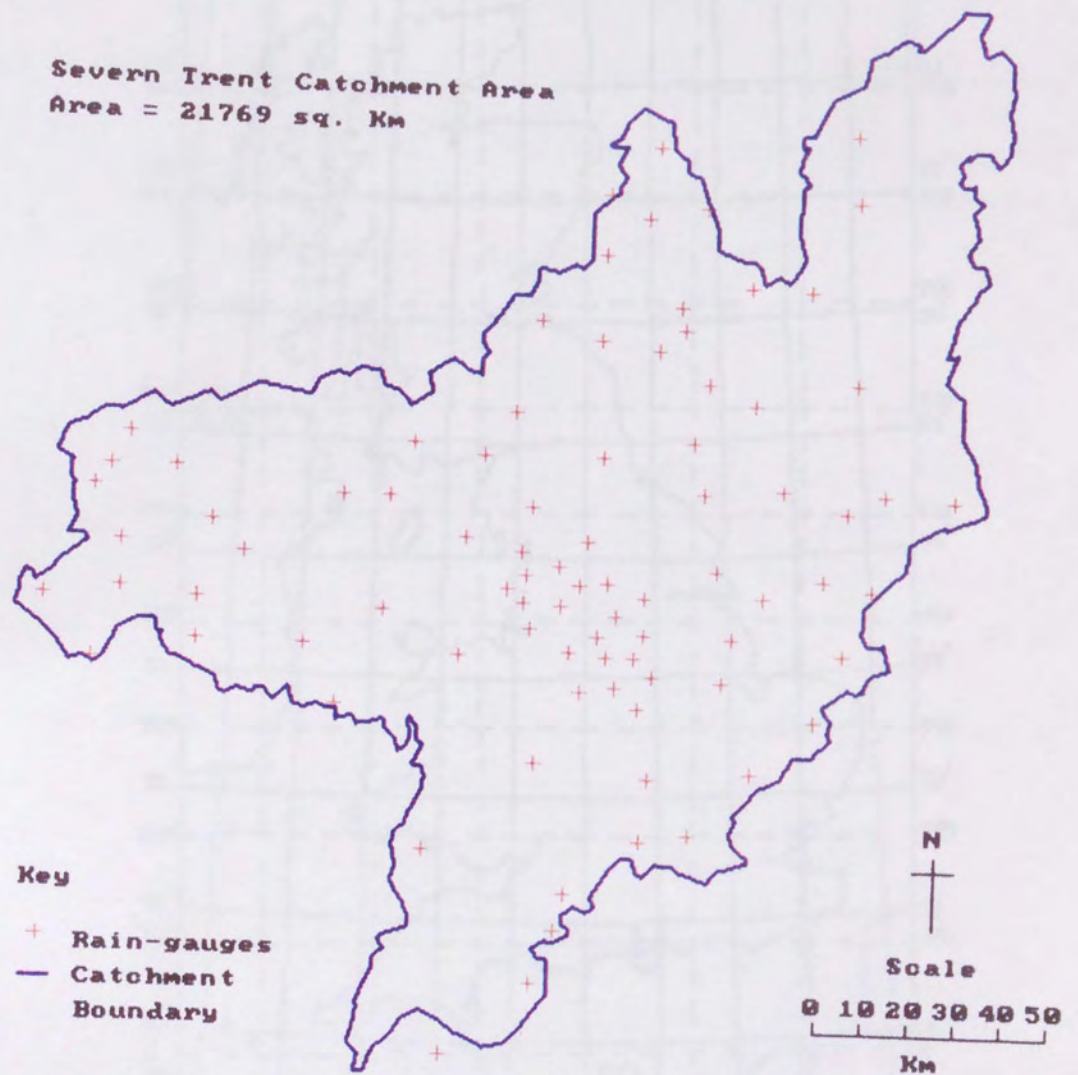 Severn Trent Catchment Area
Area = 21769 sq. Km
N
Key
Rain-gauges
Catchment
Boundary
Scale
0 10 20 30 40 50
Km